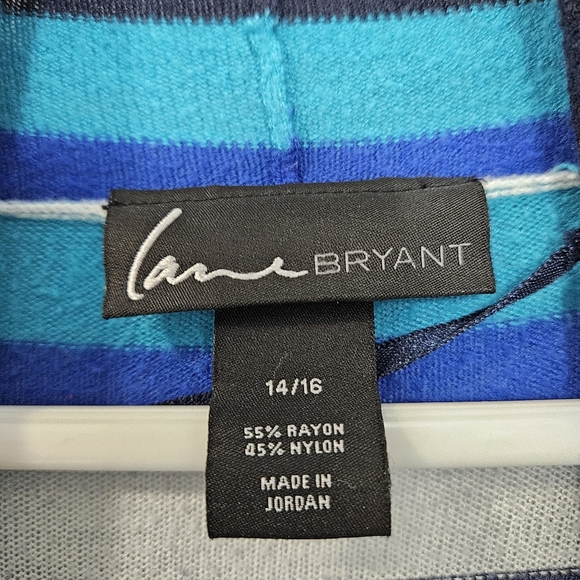 lane BRYANT
14/16
55% RAYON
45% NYLON
MADE IN
JORDAN